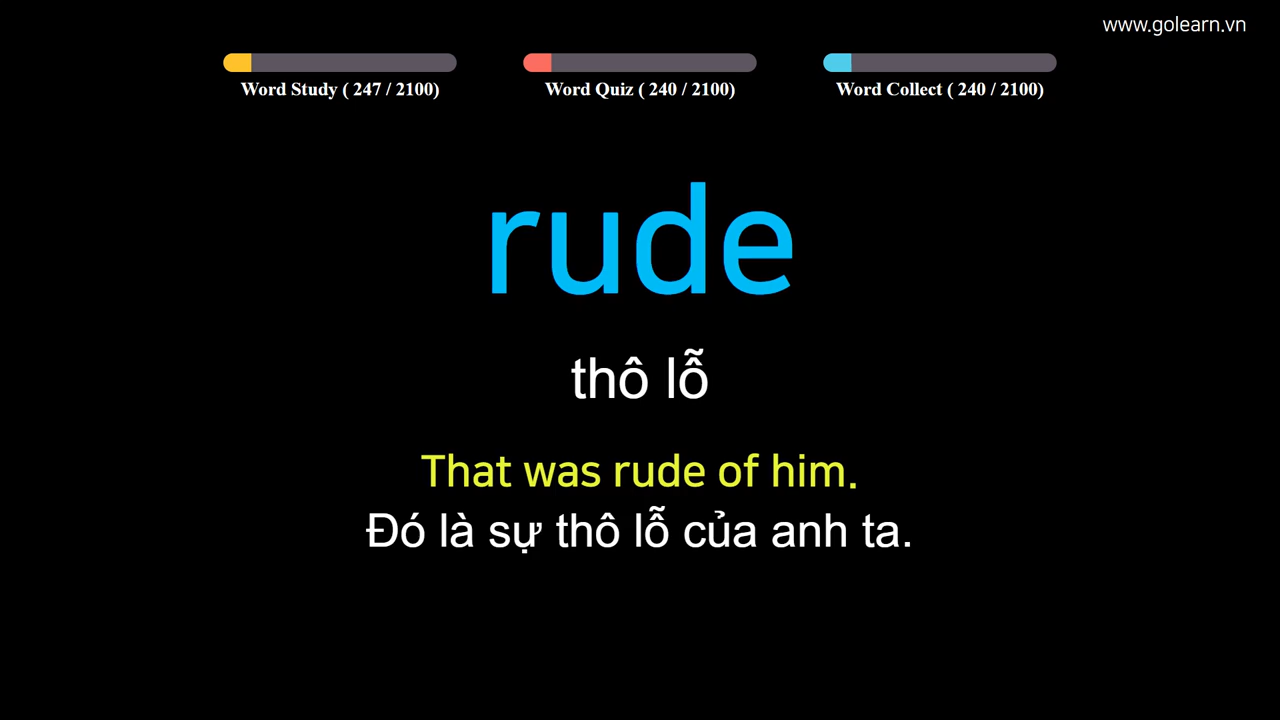 www.golearn.vn
Word Study ( 247 / 2100)
Word Quiz ( 240 / 2100)
Word Collect ( 240 / 2100)
rude
thô lỗ
That was rude of him.
Đó là sự thô lỗ của anh ta.